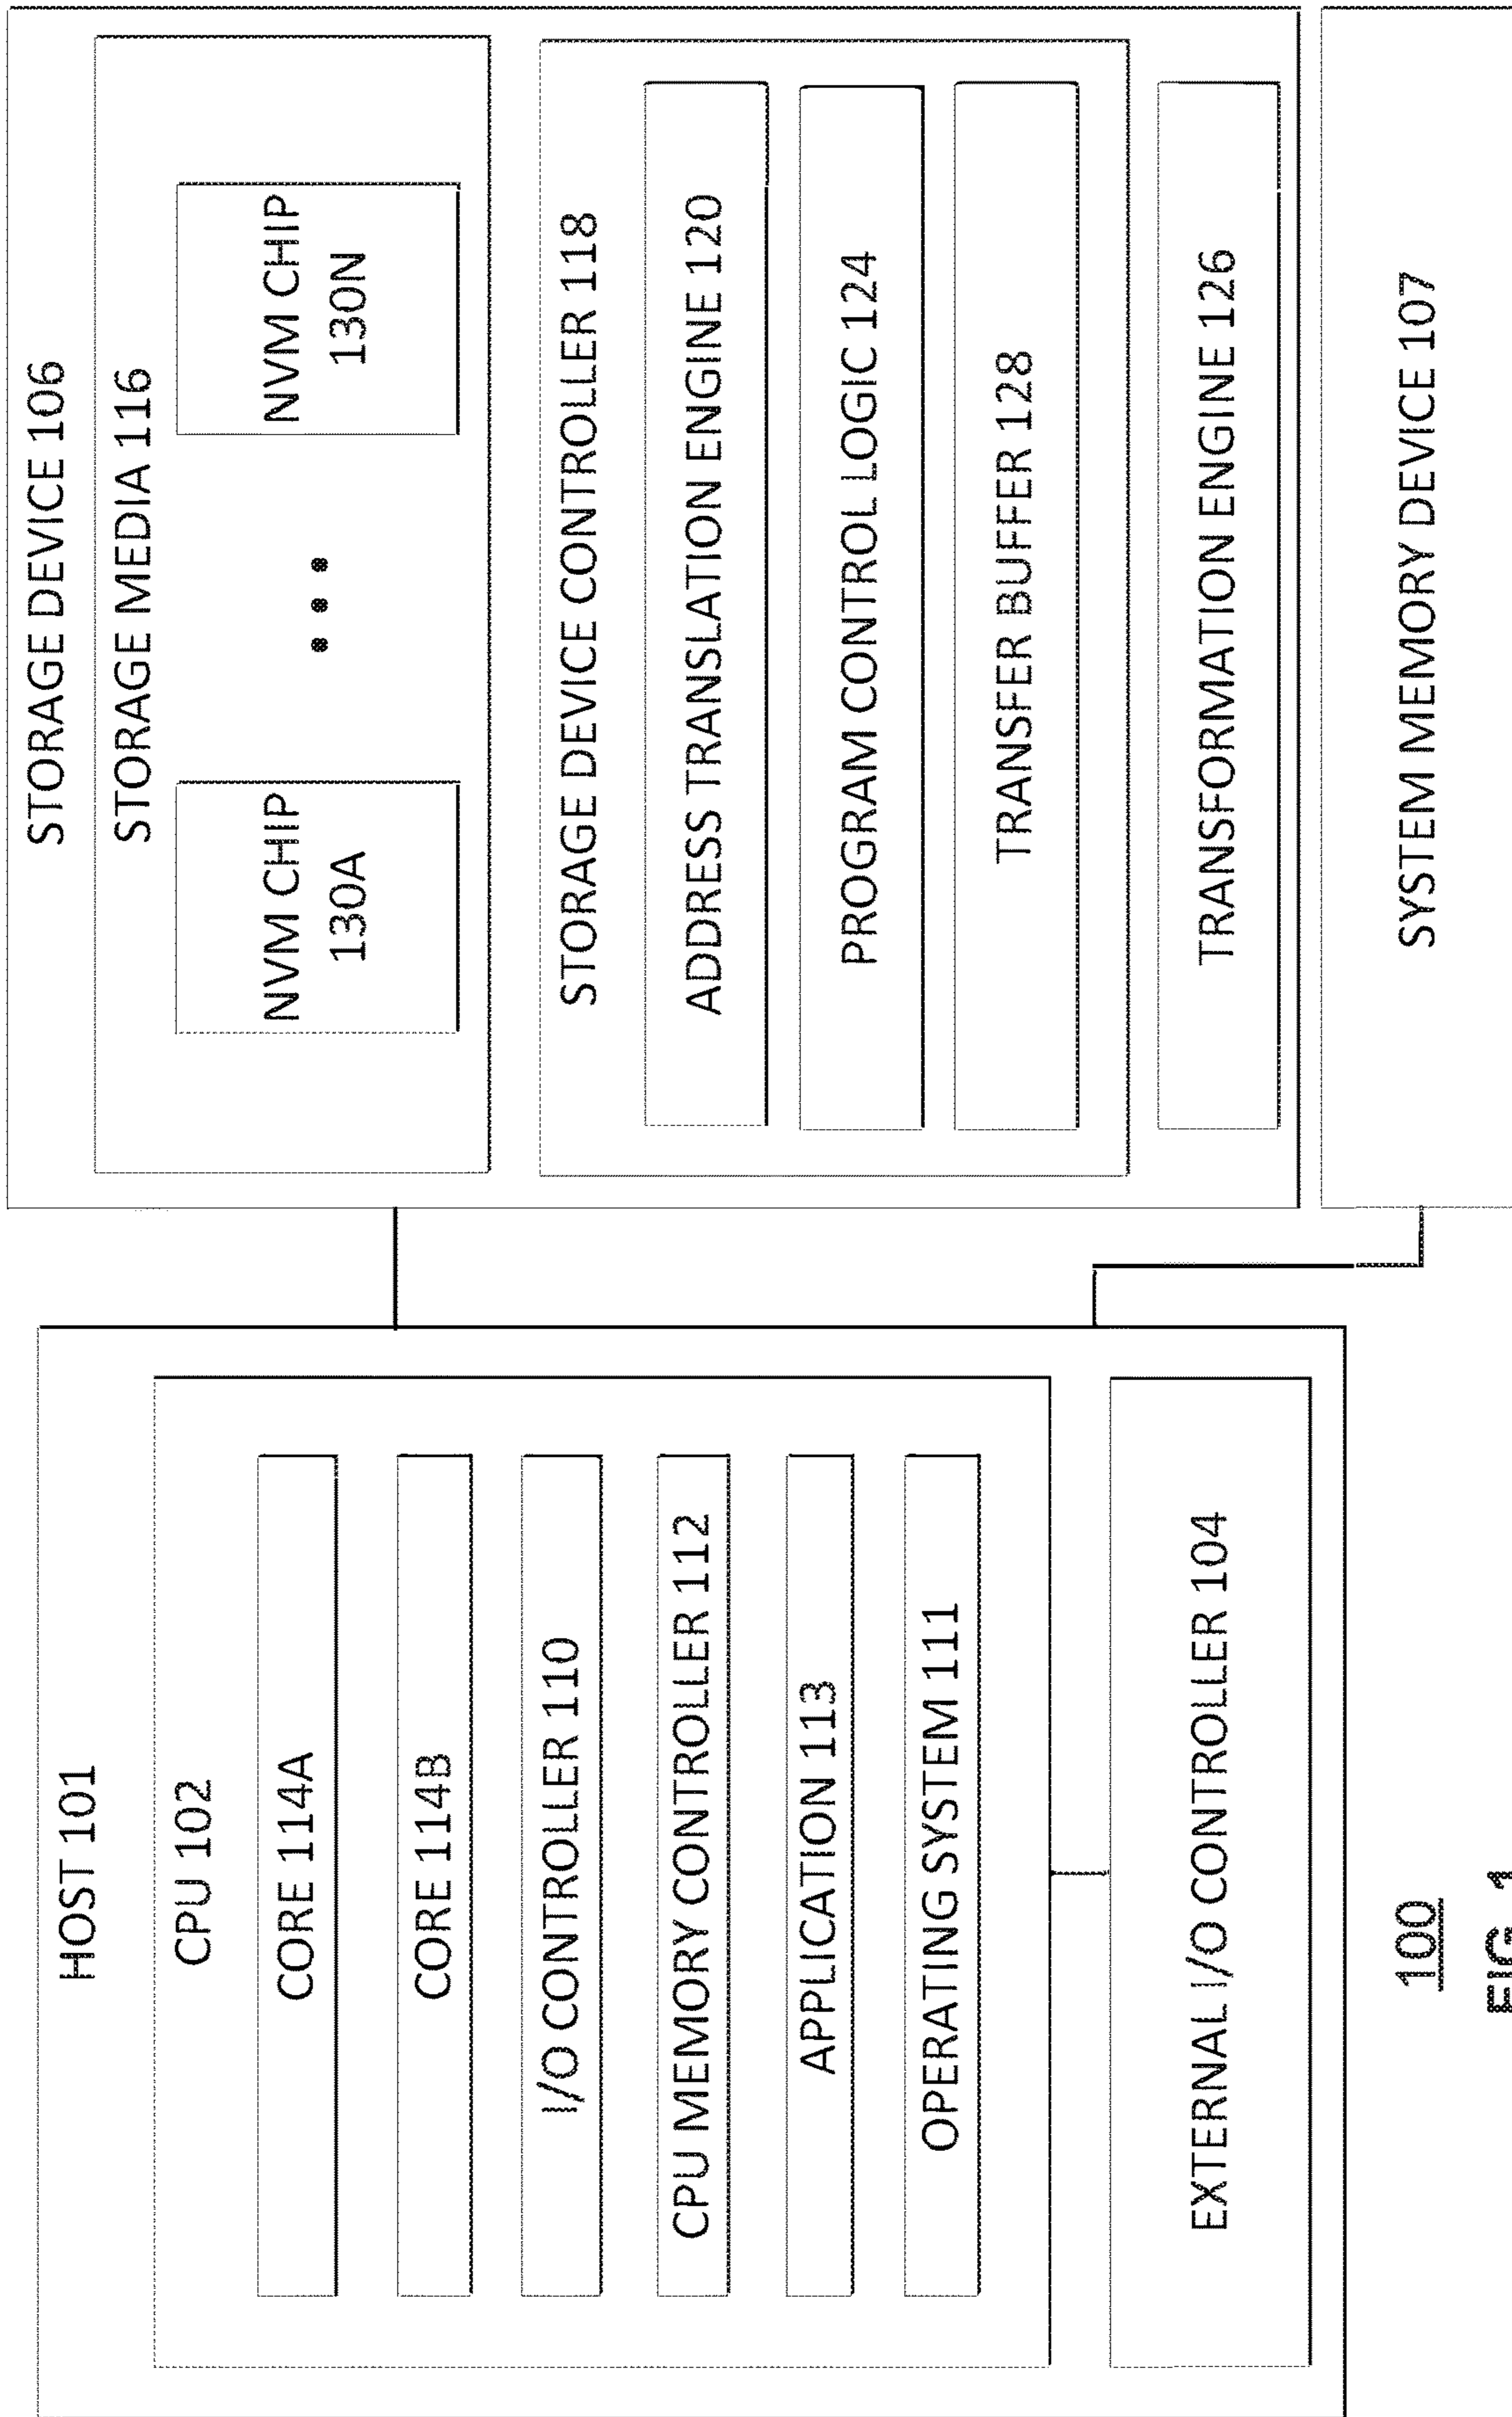 HOST 101
CPU 102
CORE 114A
CORE 114B
I/O CONTROLLER 110
CPU MEMORY CONTROLLER 112
APPLICATION 113
OPERATING SYSTEM 111
EXTERNAL I/O CONTROLLER 104
STORAGE DEVICE 106
STORAGE MEDIA 116
NVM CHIP
130A
NVM CHIP
130N
STORAGE DEVICE CONTROLLER 118
ADDRESS TRANSLATION ENGINE 120
PROGRAM CONTROL LOGIC 124
TRANSFER BUFFER 128
TRANSFORMATION ENGINE 126
SYSTEM MEMORY DEVICE 107
100
FIG. 1